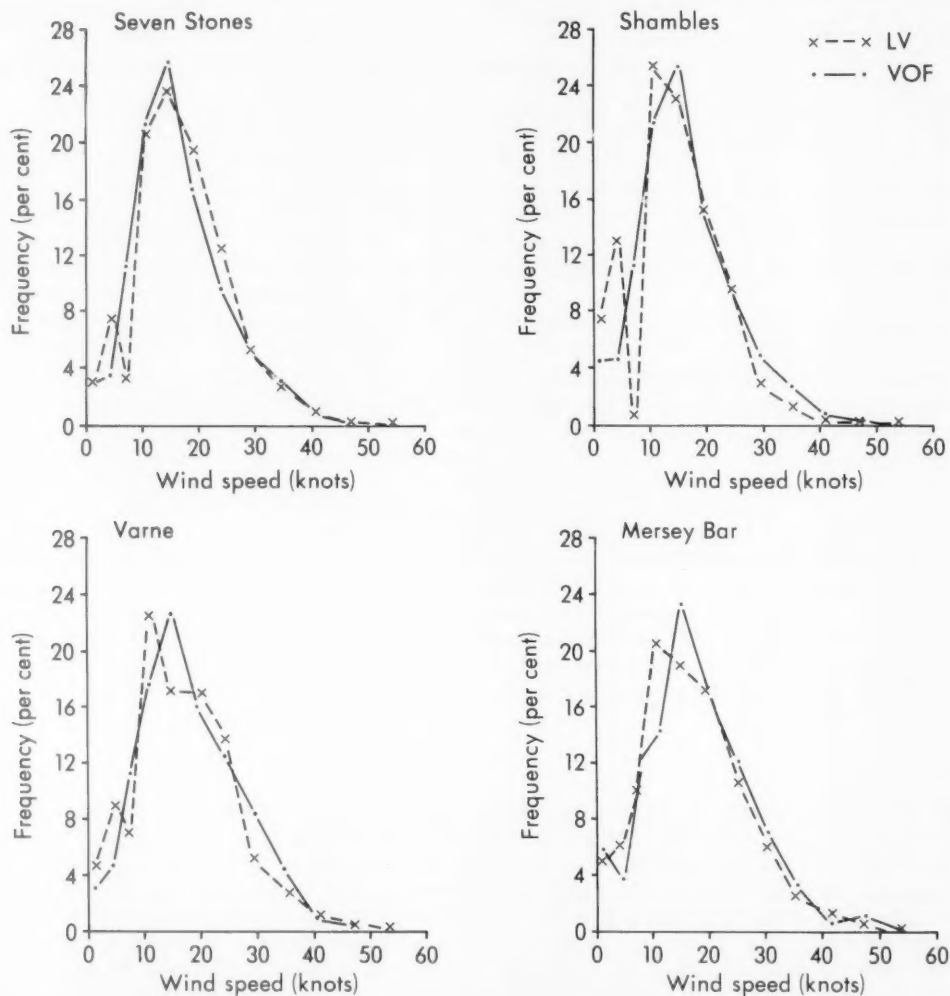 Seven Stones
28
24
20
16
12
8
4
0
Frequency (per cent)
0 10 20 30 40 50 60
Wind speed (knots)
Shambles
LV
VOF
28
24
20
16
12
8
4
0
Frequency (per cent)
0 10 20 30 40 50 60
Wind speed (knots)
Varne
28
24
20
16
12
8
4
0
Frequency (per cent)
0 10 20 30 40 50 60
Wind speed (knots)
Mersey Bar
28
24
20
16
12
8
4
0
Frequency (per cent)
0 10 20 30 40 50 60
Wind speed (knots)